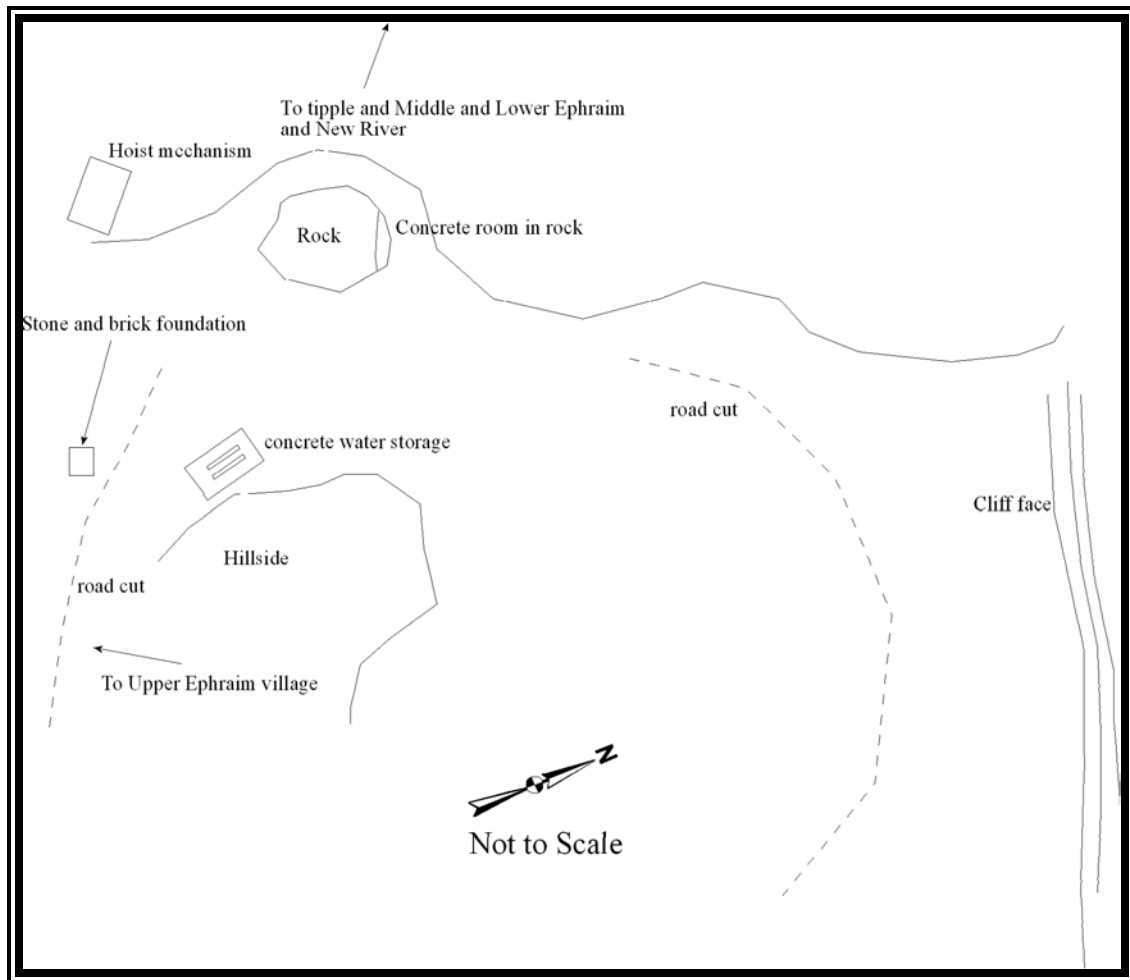 To tipple and Middle and Lower Ephraim
and New River
Hoist mechanism
Rock
Concrete room in rock
Stone and brick foundation
road cut
concrete water storage
Cliff face
Hillside
road cut
To Upper Ephraim village
N
Not to Scale